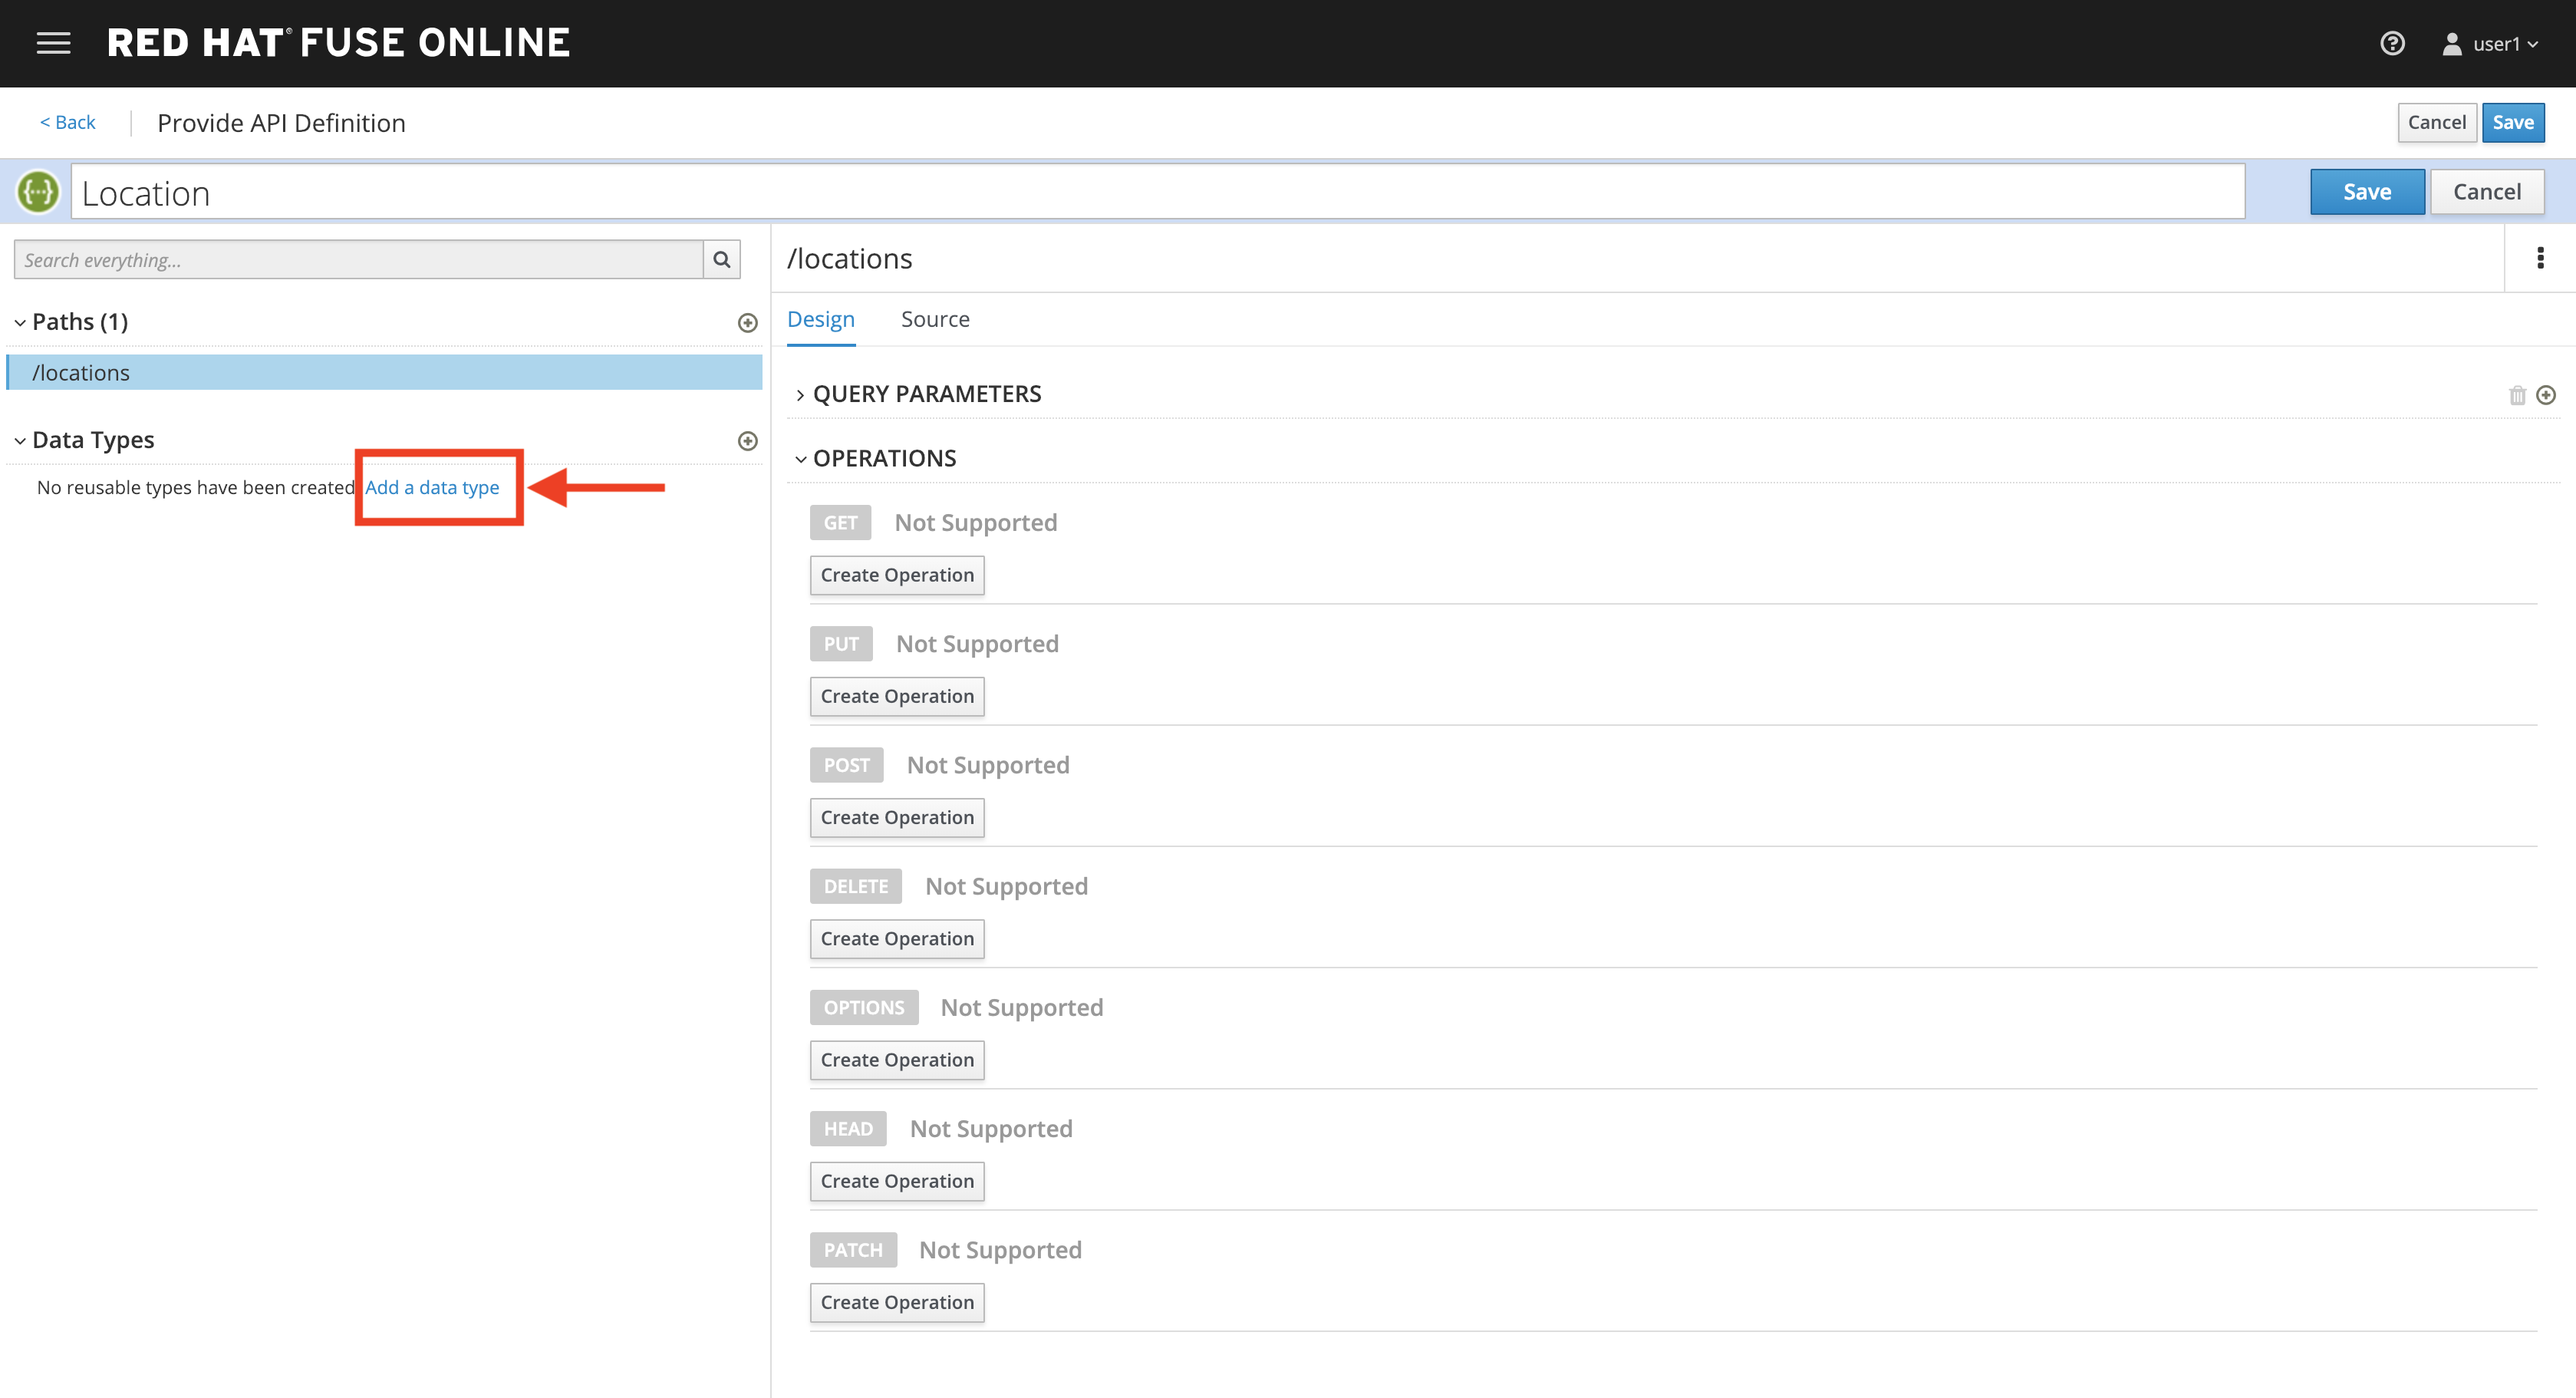 RED HAT® FUSE ONLINE
user1
< Back
Provide API Definition
Cancel
Save
Location
Save
Cancel
Search everything...
Paths (1)
/locations
Data Types
No reusable types have been created
Add a data type
/locations
Design
Source
QUERY PARAMETERS
OPERATIONS
GET
Not Supported
Create Operation
PUT
Not Supported
Create Operation
POST
Not Supported
Create Operation
DELETE
Not Supported
Create Operation
OPTIONS
Not Supported
Create Operation
HEAD
Not Supported
Create Operation
PATCH
Not Supported
Create Operation